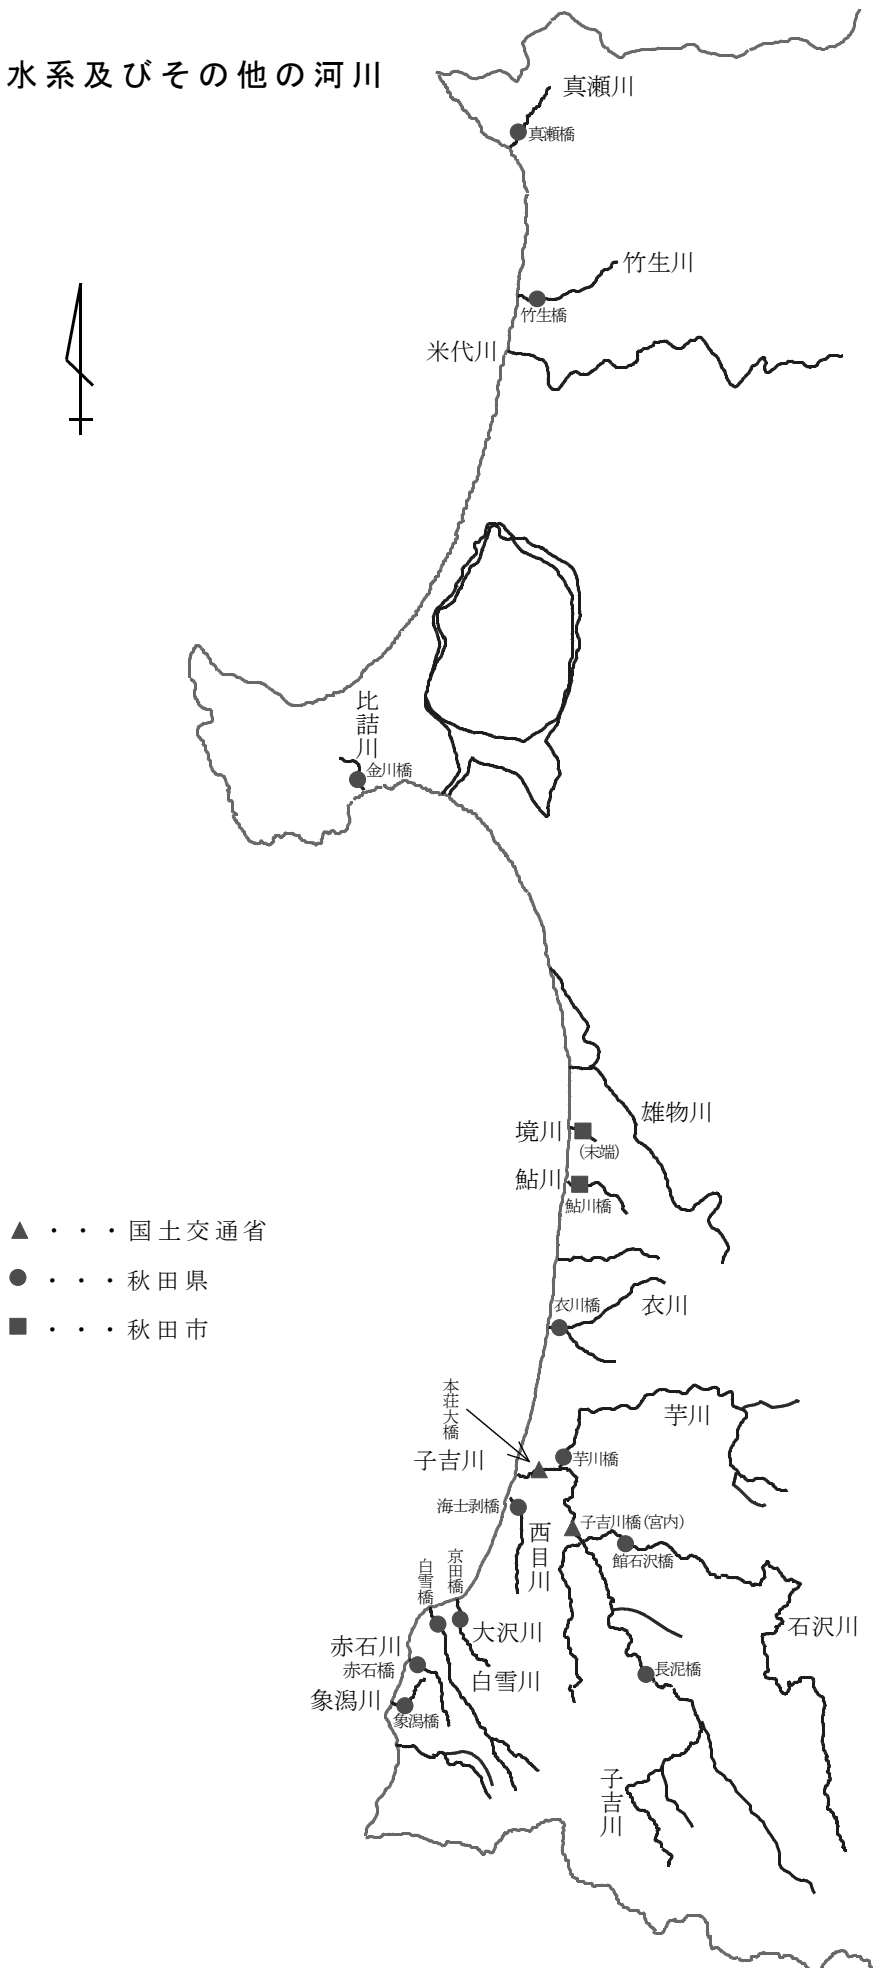 水系及びその他の河川
真瀬川
真瀬橋
竹生川
竹生橋
米代川
比詰川
金川橋
雄物川
境川
(末端)
鮎川
鮎川橋
▲・・・国土交通省
●・・・秋田県
■・・・秋田市
衣川橋
衣川
本荘大橋
芋川
子吉川
芋川橋
海士剥橋
西目川
子吉川橋(宮内)
館石沢橋
京田橋
白雪橋
大沢川
石沢川
赤石川
赤石橋
長泥橋
白雪川
象潟川
象潟橋
子吉川